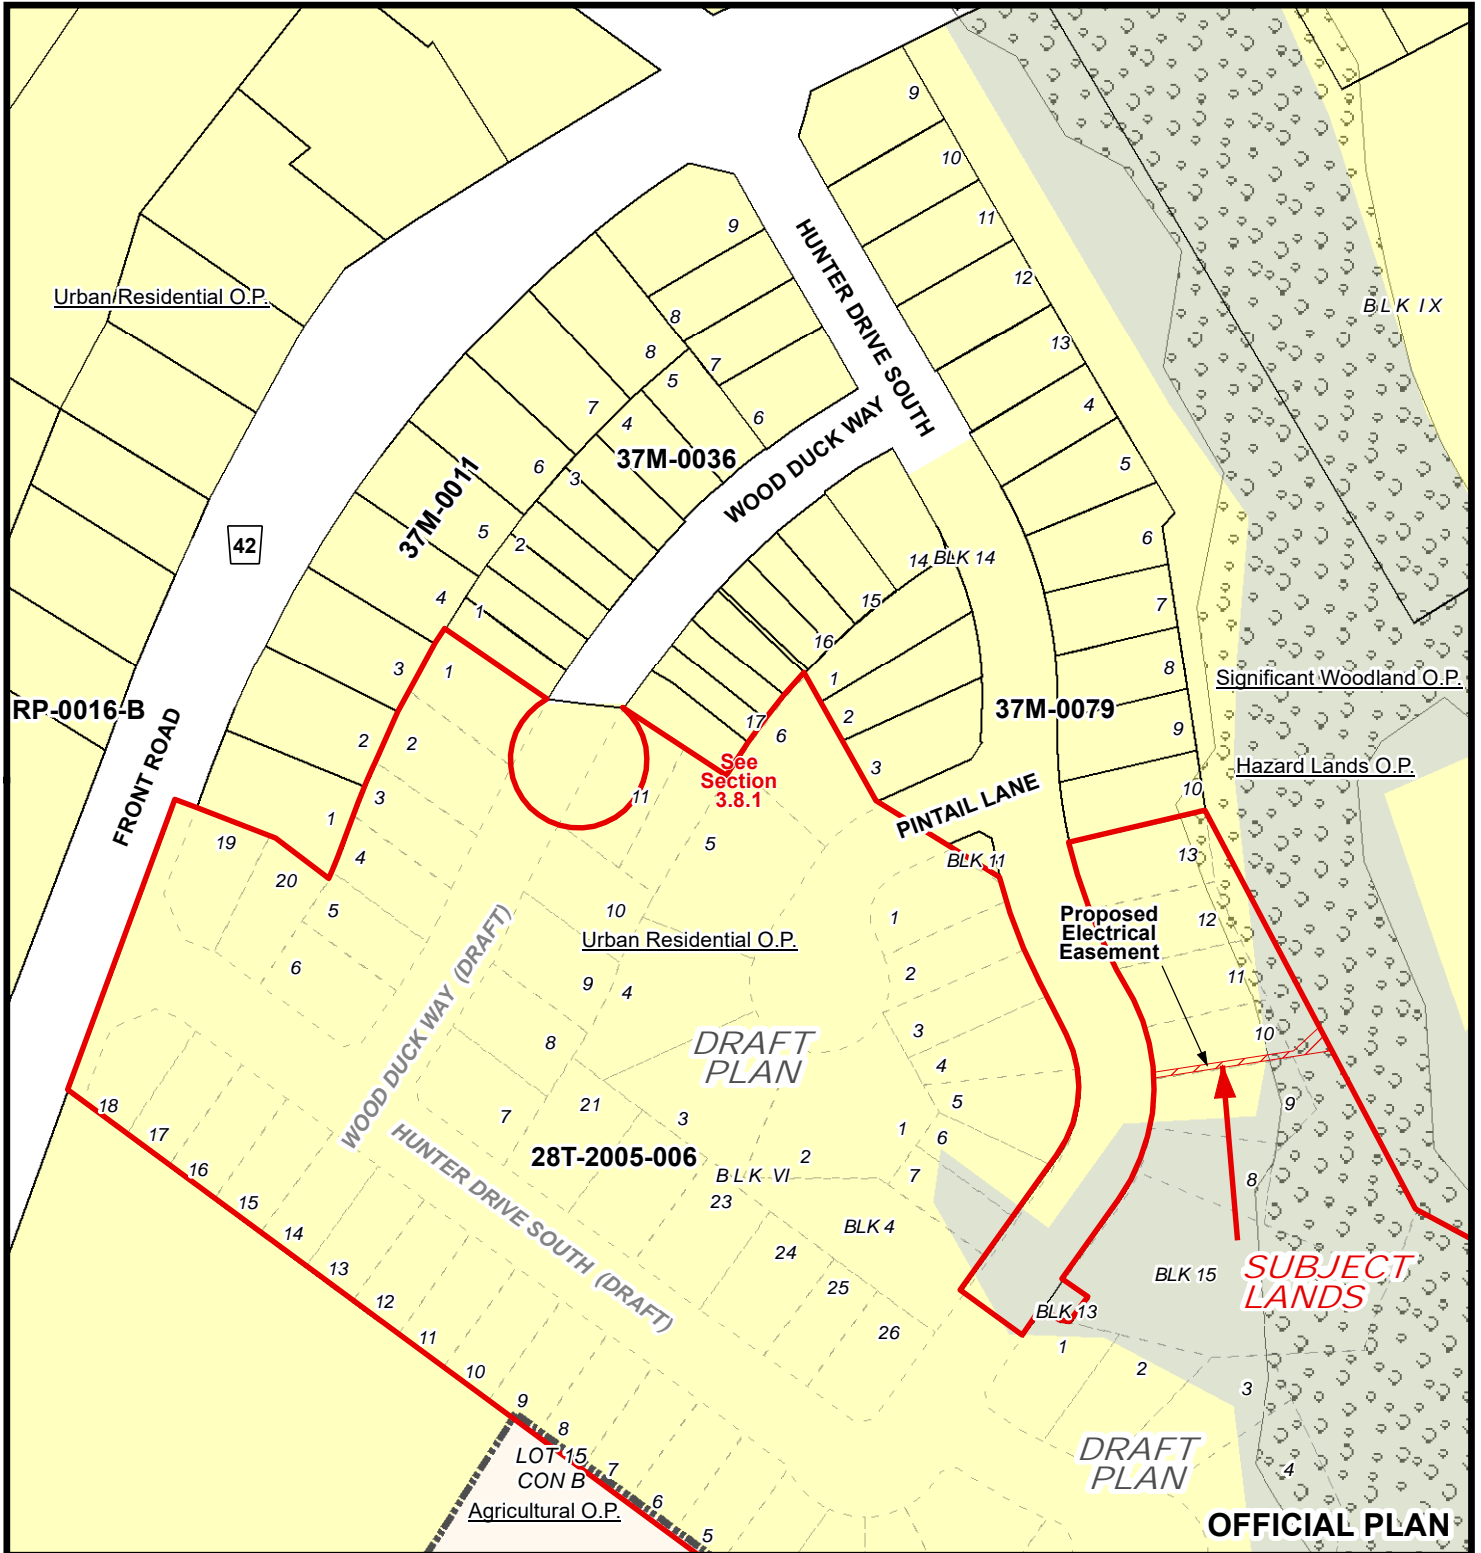 9
10
11
12
13
9
8
7
6
HUNTER DRIVE SOUTH
Urban Residential O.P.
BLK IX
8
7
6
5
4
5
4
3
2
1
37M-0036
37M-0011
WOOD DUCK WAY
42
4
5
6
7
8
9
10
14
BLK 14
15
16
17
3
2
1
RP-0016-B
FRONT ROAD
1
2
3
37M-0079
Significant Woodland O.P.
Hazard Lands O.P.
1
2
3
4
5
6
See
Section
3.8.1
11
6
5
PINTAIL LANE
BLK 11
19
20
13
12
11
10
9
8
Proposed
Electrical
Easement
10
Urban Residential O.P.
9
4
8
7
21
3
1
2
3
4
5
6
7
1
2
DRAFT
PLAN
WOOD DUCK WAY (DRAFT)
HUNTER DRIVE SOUTH (DRAFT)
28T-2005-006
BLK VI
23
BLK 4
24
25
26
18
17
16
15
14
13
12
11
10
9
8
7
6
5
BLK 15
BLK 13
SUBJECT
LANDS
1
2
3
4
DRAFT
PLAN
LOT 15
CON B
Agricultural O.P.
OFFICIAL PLAN